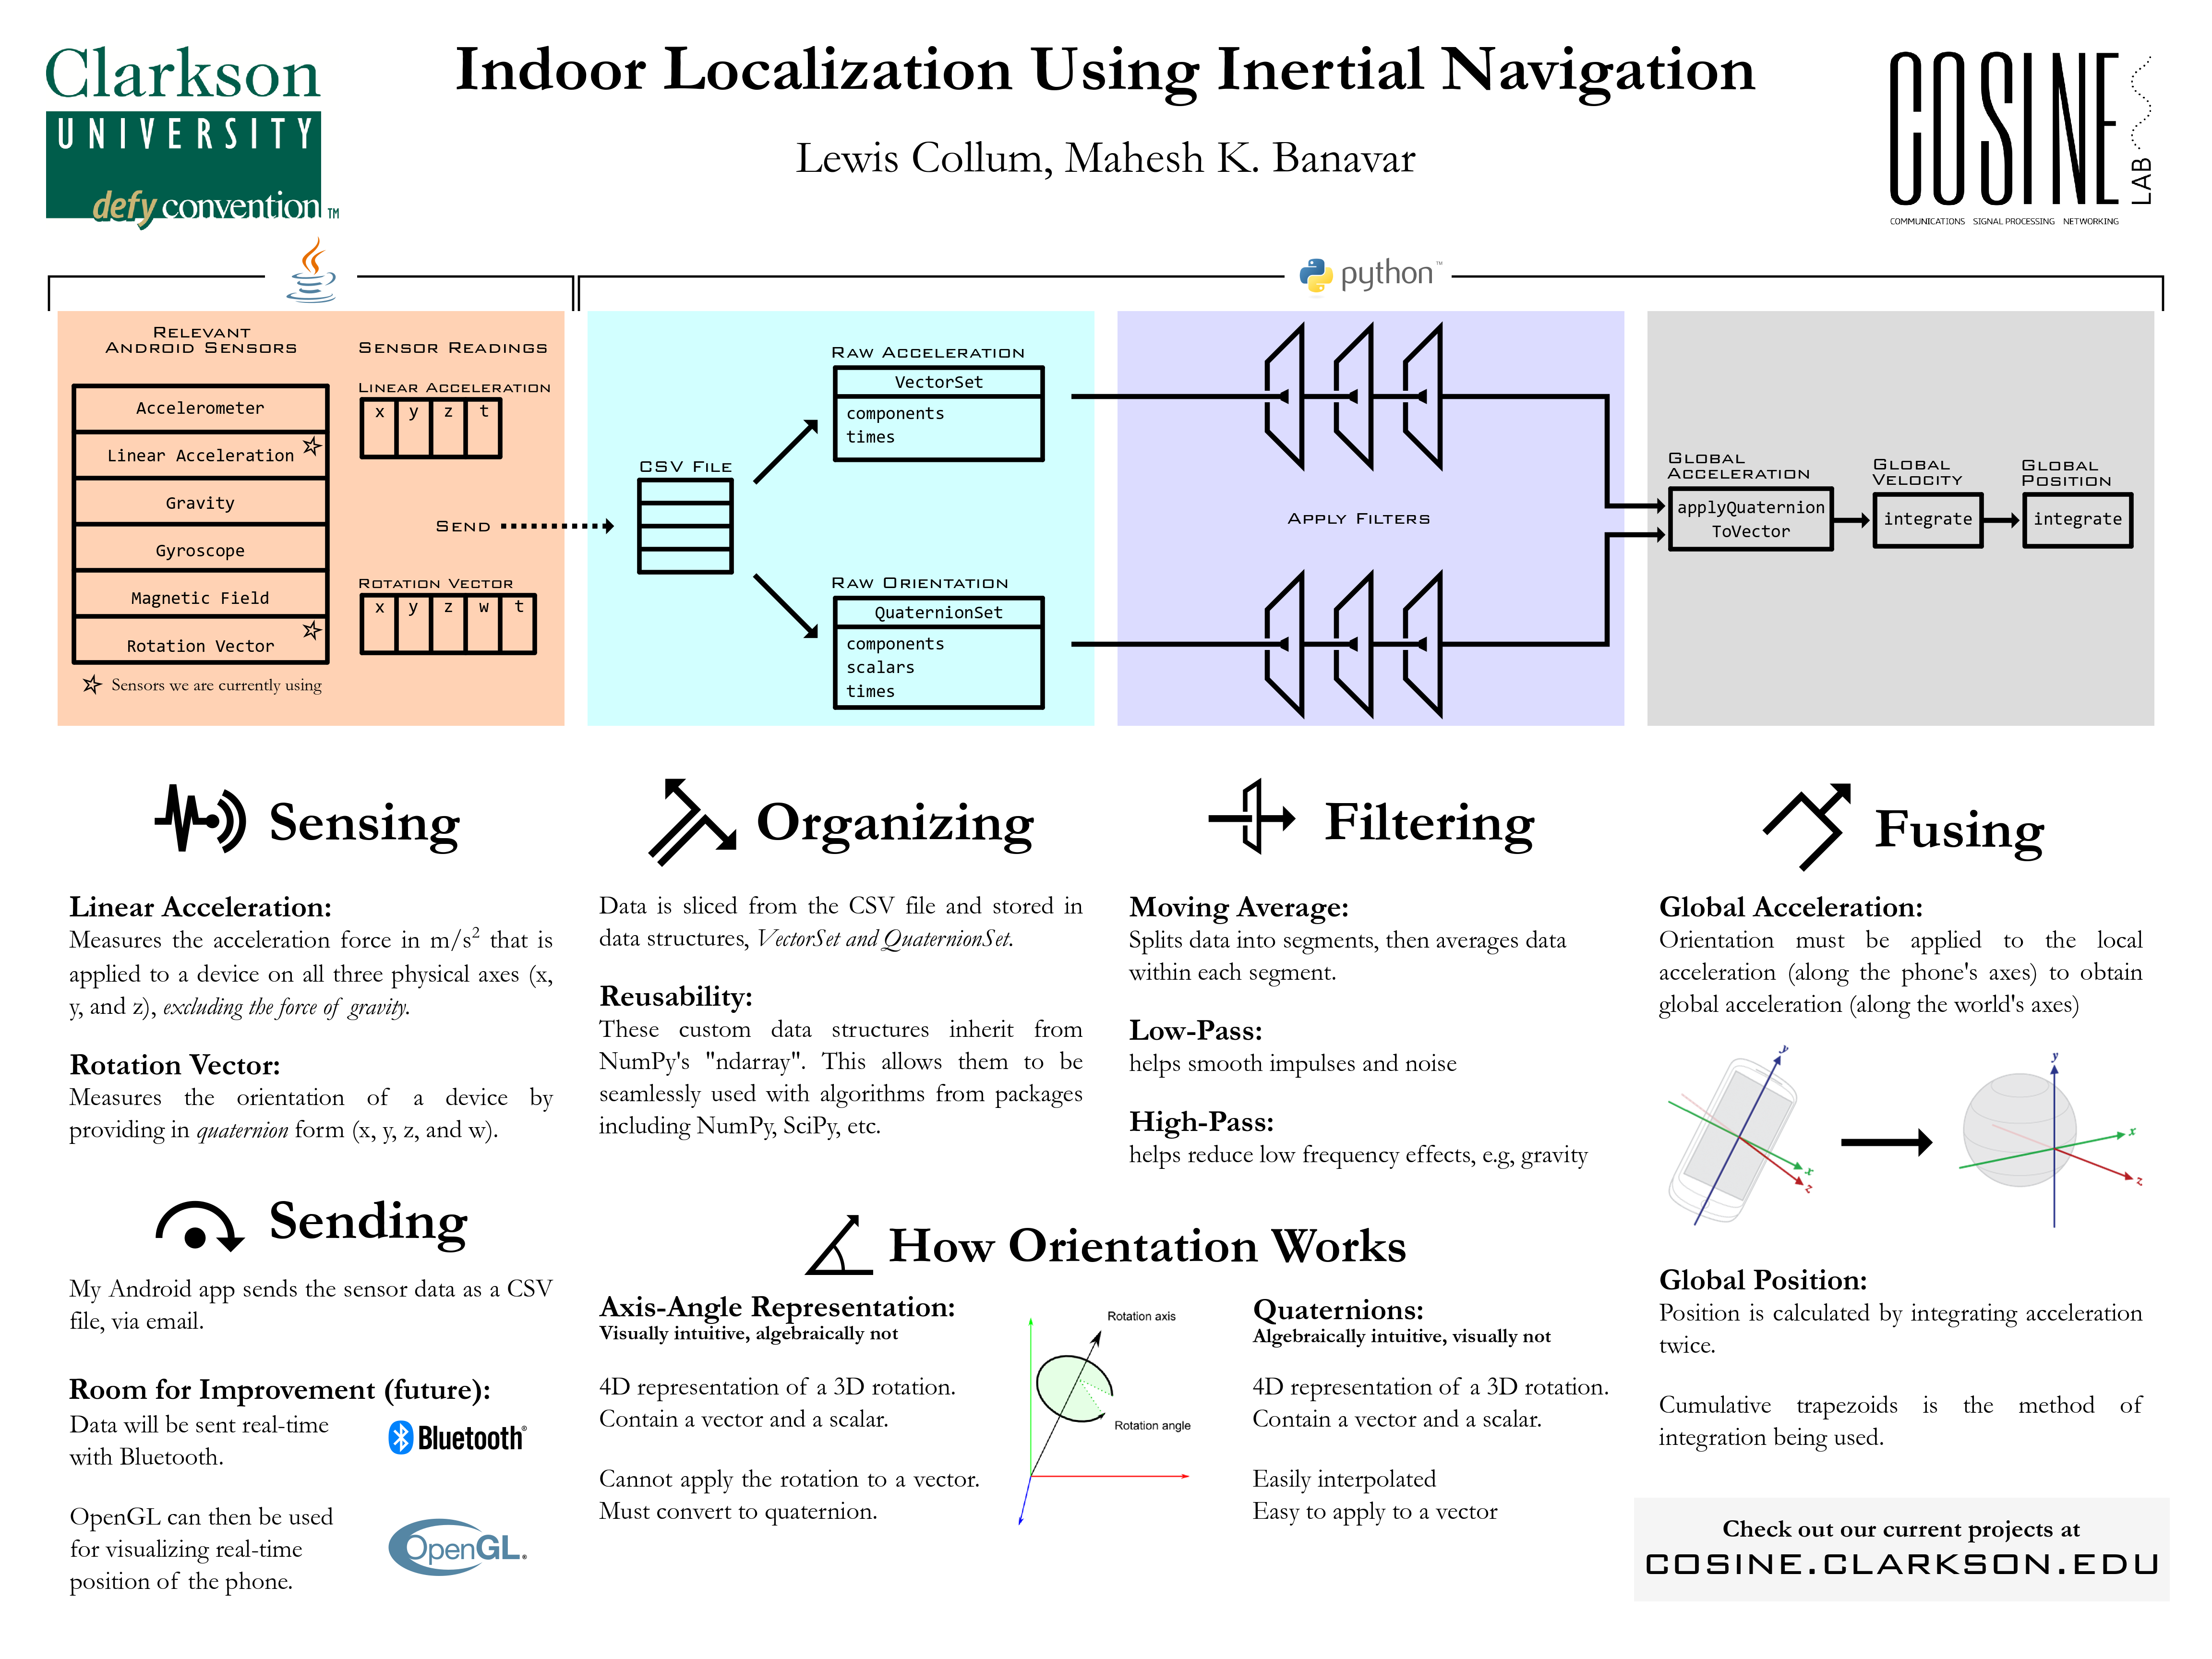 Clarkson
UNIVERSITY
defy convention™
Indoor Localization Using Inertial Navigation
Lewis Collum, Mahesh K. Banavar
COSINE
LAB
COMMUNICATIONS SIGNAL PROCESSING NETWORKING
python™
RELEVANT
ANDROID SENSORS
Accelerometer
Linear Acceleration
Gravity
Gyroscope
Magnetic Field
Rotation Vector
Sensors we are currently using
SENSOR READINGS
LINEAR ACCELERATION
x y z t
SEND
ROTATION VECTOR
x y z w t
CSV FILE
RAW ACCELERATION
VectorSet
components
times
RAW ORIENTATION
QuaternionSet
components
scalars
times
APPLY FILTERS
GLOBAL
ACCELERATION
applyQuaternion
ToVector
GLOBAL
VELOCITY
integrate
GLOBAL
POSITION
integrate
Sensing
Linear Acceleration:
Measures the acceleration force in m/s² that is
applied to a device on all three physical axes (x,
y, and z), excluding the force of gravity.
Rotation Vector:
Measures the orientation of a device by
providing in quaternion form (x, y, z, and w).
Sending
My Android app sends the sensor data as a CSV
file, via email.
Room for Improvement (future):
Data will be sent real-time
with Bluetooth.
Bluetooth®
OpenGL can then be used
for visualizing real-time
position of the phone.
OpenGL®
Organizing
Data is sliced from the CSV file and stored in
data structures, VectorSet and QuaternionSet.
Reusability:
These custom data structures inherit from
NumPy's "ndarray". This allows them to be
seamlessly used with algorithms from packages
including NumPy, SciPy, etc.
Filtering
Moving Average:
Splits data into segments, then averages data
within each segment.
Low-Pass:
helps smooth impulses and noise
High-Pass:
helps reduce low frequency effects, e.g, gravity
How Orientation Works
Axis-Angle Representation:
Visually intuitive, algebraically not
4D representation of a 3D rotation.
Contain a vector and a scalar.
Cannot apply the rotation to a vector.
Must convert to quaternion.
Rotation axis
Rotation angle
Quaternions:
Algebraically intuitive, visually not
4D representation of a 3D rotation.
Contain a vector and a scalar.
Easily interpolated
Easy to apply to a vector
Fusing
Global Acceleration:
Orientation must be applied to the local
acceleration (along the phone's axes) to obtain
global acceleration (along the world's axes)
y
x
z
y
x
z
Global Position:
Position is calculated by integrating acceleration
twice.
Cumulative trapezoids is the method of
integration being used.
Check out our current projects at
COSINE.CLARKSON.EDU